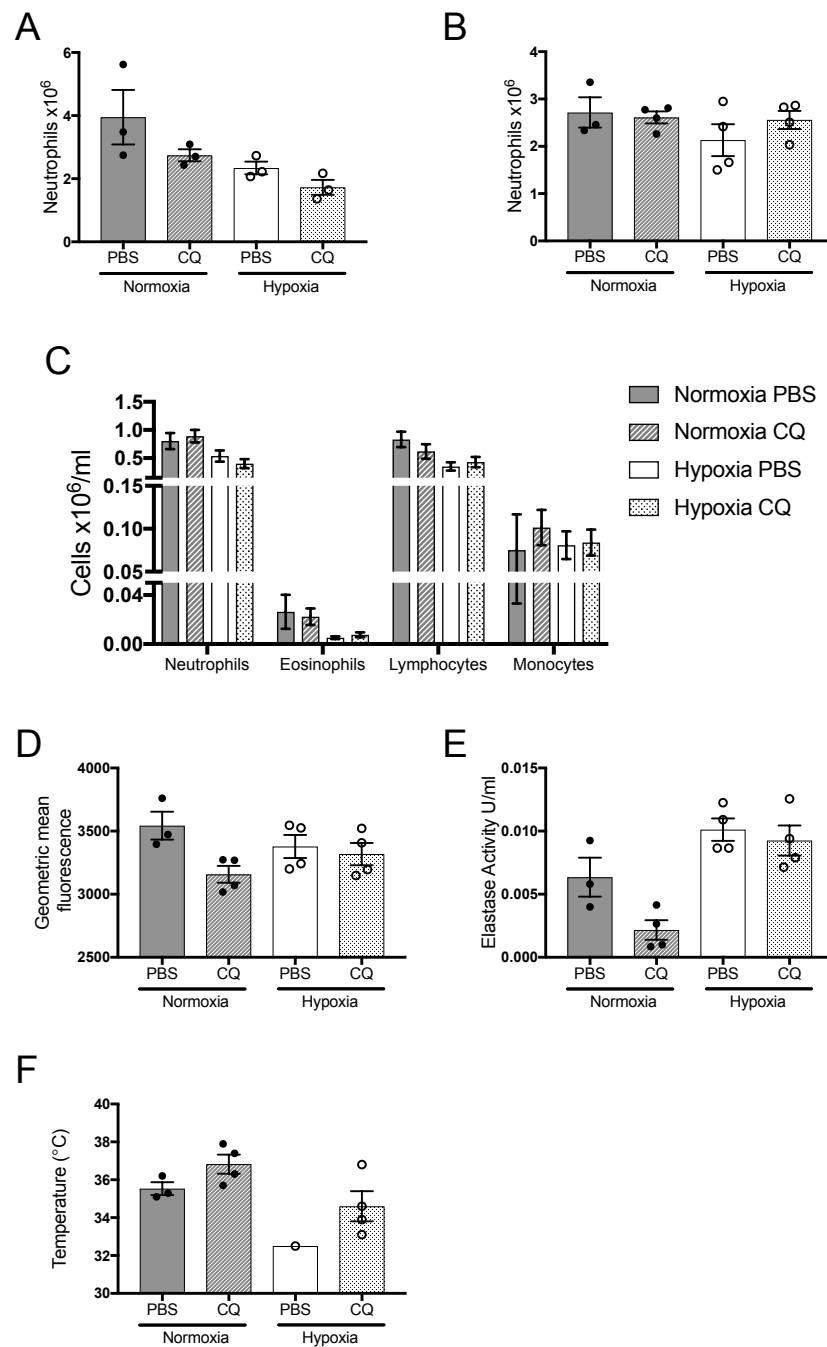 A
Neutrophils x10⁶
6
4
2
0
PBS CQ PBS CQ
Normoxia Hypoxia
B
Neutrophils x10⁶
4
3
2
1
0
PBS CQ PBS CQ
Normoxia Hypoxia
C
Cells x10⁶/ml
1.5
1.0
0.5
0.15
0.10
0.05
0.04
0.00
Neutrophils Eosinophils Lymphocytes Monocytes
Normoxia PBS
Normoxia CQ
Hypoxia PBS
Hypoxia CQ
D
Geometric mean
fluorescence
4000
3500
3000
2500
PBS CQ PBS CQ
Normoxia Hypoxia
E
Elastase Activity U/ml
0.015
0.010
0.005
0.000
PBS CQ PBS CQ
Normoxia Hypoxia
F
Temperature (°C)
40
38
36
34
32
30
PBS CQ PBS CQ
Normoxia Hypoxia